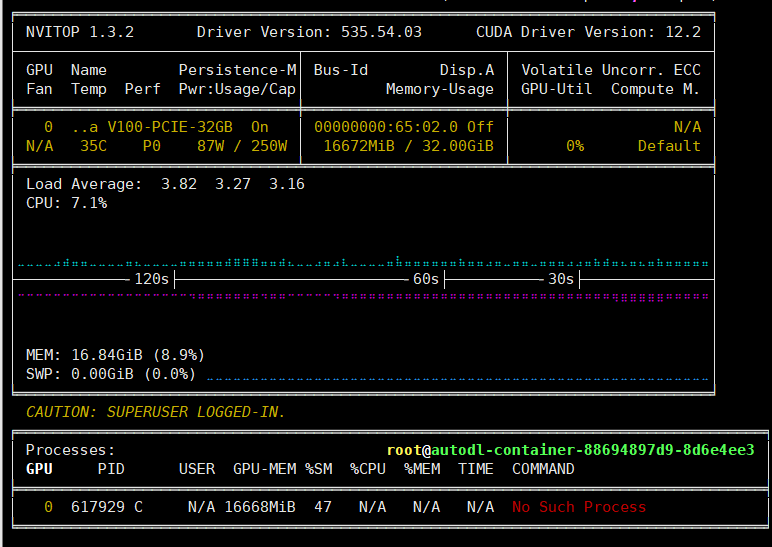 NVITOP 1.3.2 Driver Version: 535.54.03 CUDA Driver Version: 12.2
GPU Name Persistence-M Bus-Id Disp.A Volatile Uncorr. ECC
Fan Temp Perf Pwr:Usage/Cap Memory-Usage GPU-Util Compute M.
0 ..a V100-PCIE-32GB On 00000000:65:02.0 Off N/A
N/A 35C P0 87W / 250W 16672MiB / 32.00GiB 0% Default
Load Average: 3.82 3.27 3.16
CPU: 7.1%
120s 60s 30s
MEM: 16.84GiB (8.9%)
SWP: 0.00GiB (0.0%)
CAUTION: SUPERUSER LOGGED-IN.
Processes: root@autodl-container-88694897d9-8d6e4ee3
GPU PID USER GPU-MEM %SM %CPU %MEM TIME COMMAND
0 617929 C N/A 16668MiB 47 N/A N/A N/A No Such Process